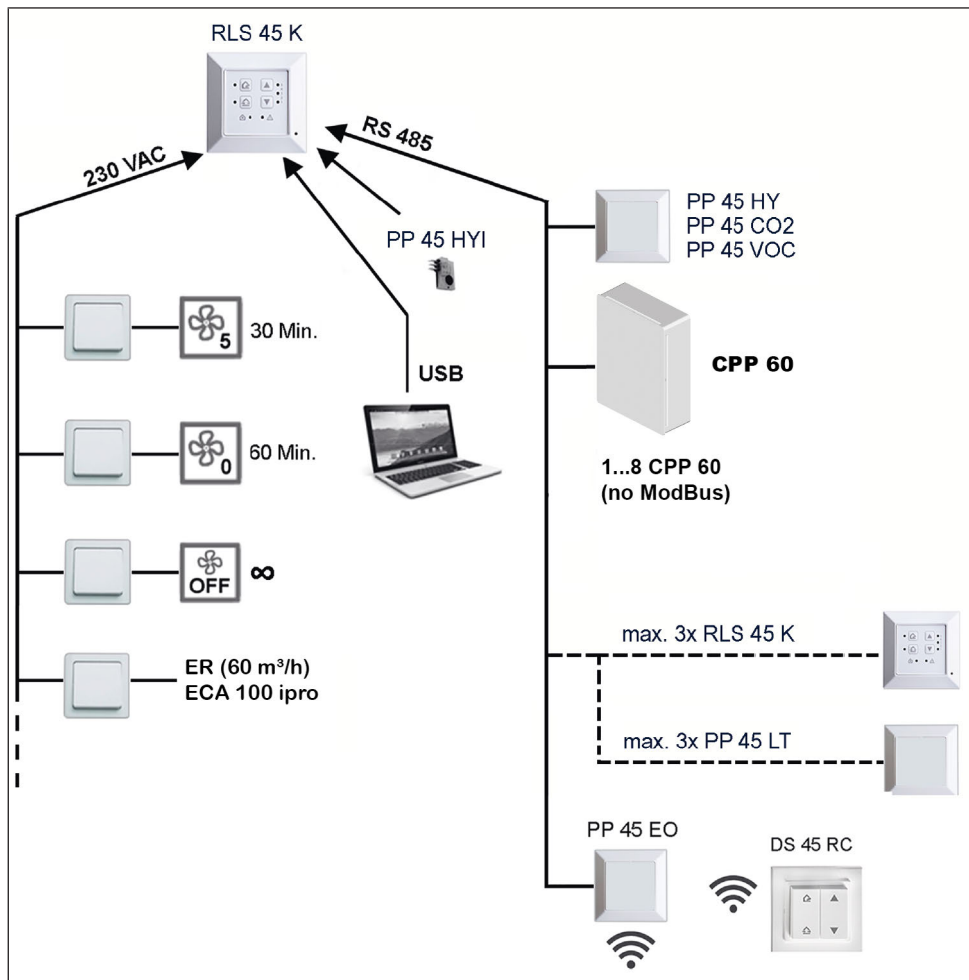 RLS 45 K
230 VAC
RS 485
PP 45 HYI
PP 45 HY
PP 45 CO2
PP 45 VOC
5
30 Min.
USB
CPP 60
0
60 Min.
1...8 CPP 60
(no ModBus)
OFF
∞
max. 3x RLS 45 K
ER (60 m³/h)
ECA 100 ipro
max. 3x PP 45 LT
PP 45 EO
DS 45 RC